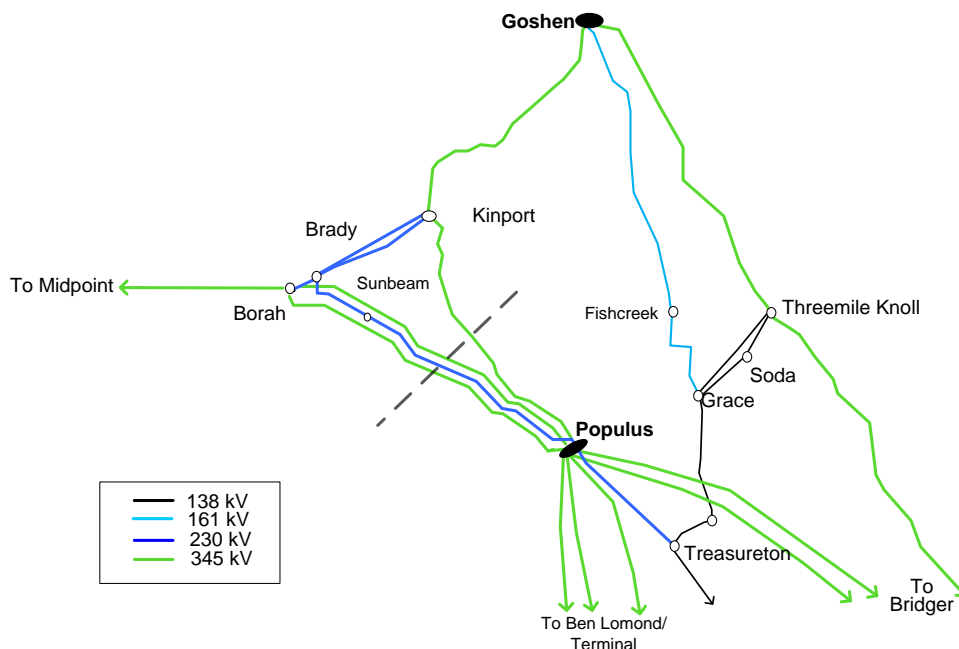 Goshen
Kinport
Brady
To Midpoint
Sunbeam
Borah
Fishcreek
Threemile Knoll
Soda
Grace
Populus
138 kV
161 kV
230 kV
345 kV
Treasureton
To
Bridger
To Ben Lomond/
Terminal